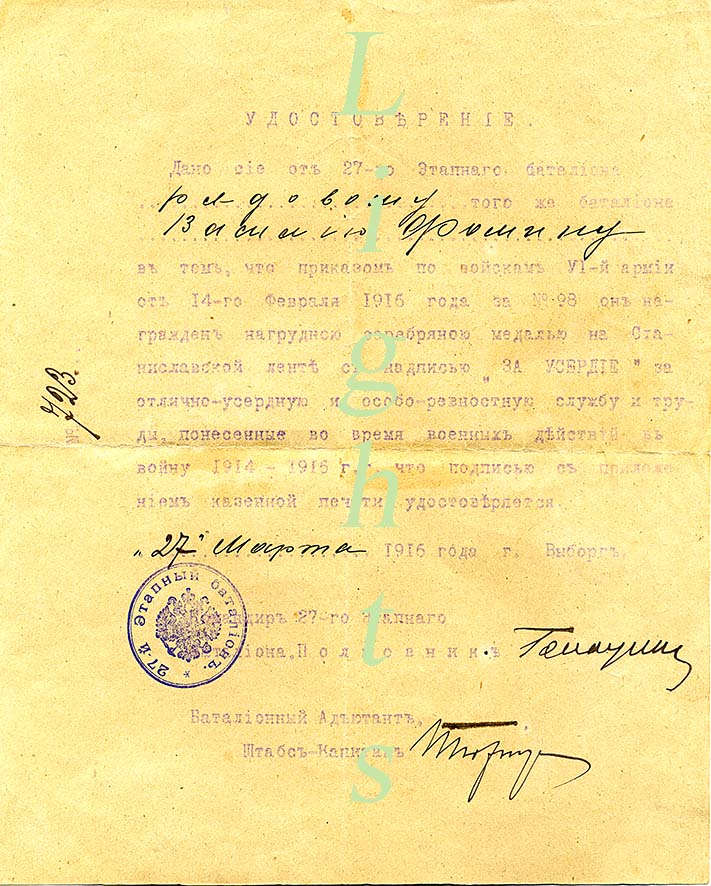 УДОСТОВѢРЕНІЕ.
Дано сіе отъ 27-го Этапнаго баталіона
рядовому того же баталіона
Василію Фомину
въ томъ, что приказомъ по войскамъ VI-й арміи
отъ 14-го Февраля 1916 года за № 98 онъ на-
гражденъ нагрудною серебряною медалью на Ста-
ниславской лентѣ съ надписью „ЗА УСЕРДІЕ" за
отлично-усердную и особо-ревностную службу и тру-
ды, понесенные во время военныхъ дѣйствій въ
войну 1914 - 1915 г.г. что подписью съ приложе-
ніемъ казенной печати удостовѣряется.
„27" Марта 1916 года г. Выборгъ.
Командиръ 27-го Этапнаго
баталіона, Подполковникъ
Баталіонный Адъютантъ,
Штабсъ-Капитанъ
№ 723.
27-й Этапный баталіонъ. *
Lights